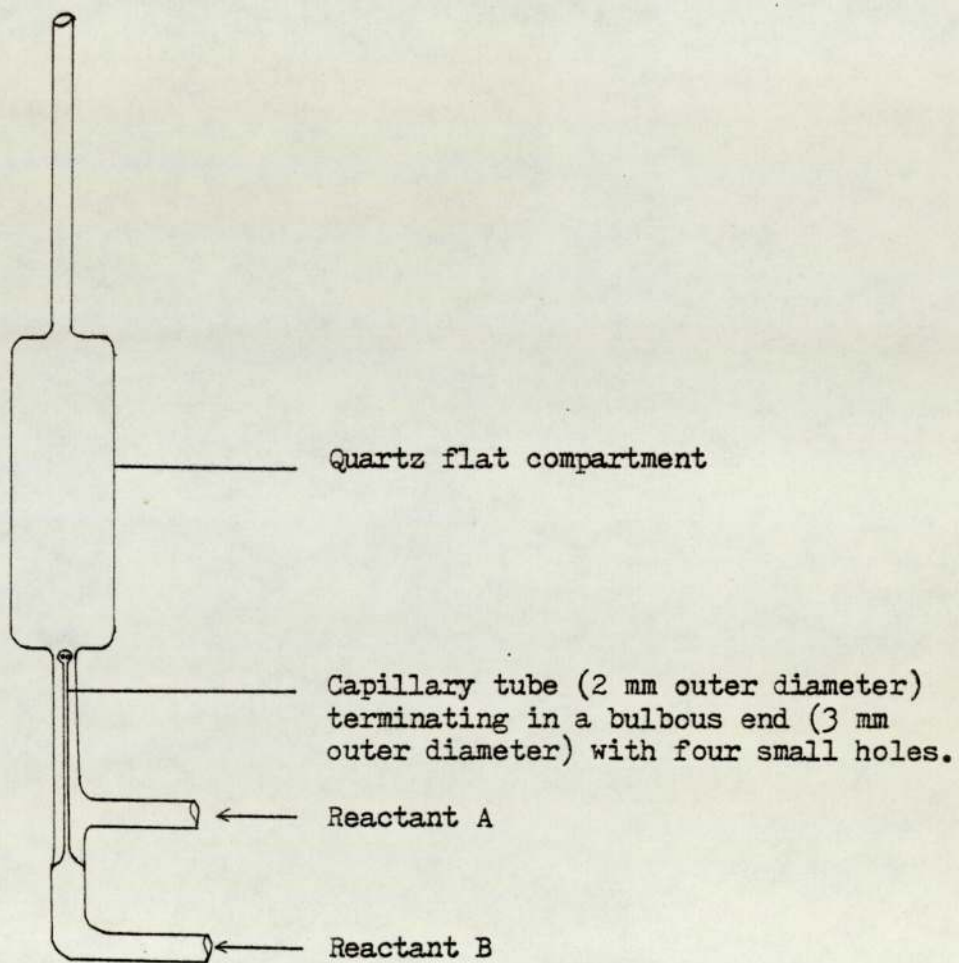 Quartz flat compartment
Capillary tube (2 mm outer diameter)
terminating in a bulbous end (3 mm
outer diameter) with four small holes.
Reactant A
Reactant B